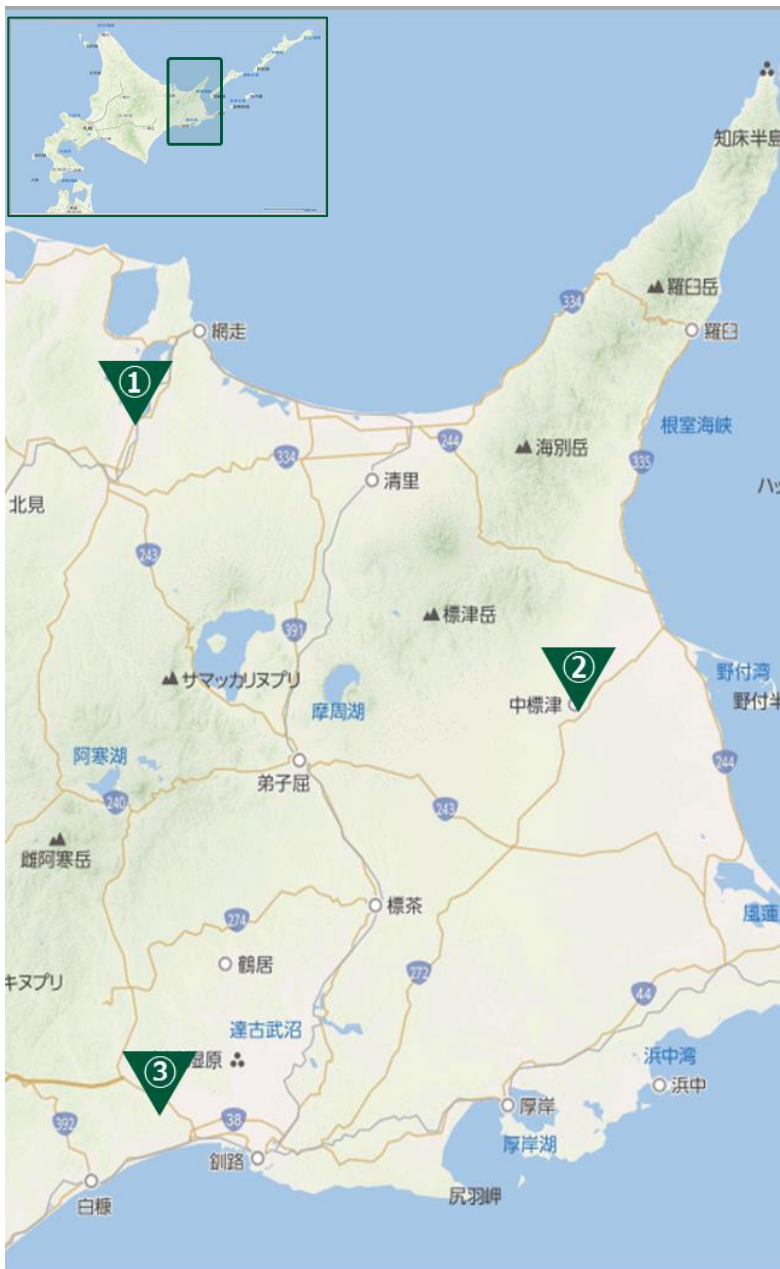 知床半島
羅臼岳
334
網走
羅臼
①
根室海峡
244
海別岳
334
335
清里
北見
243
標津岳
391
②
サマッカリヌプリ
野付湾
摩周湖
中標津
野付半
阿寒湖
弟子屈
244
240
243
雌阿寒岳
標茶
風蓮
274
鶴居
272
キヌプリ
44
達古武沼
③
湿原
浜中湾
浜中
厚岸
392
38
厚岸湖
釧路
白糠
尻羽岬